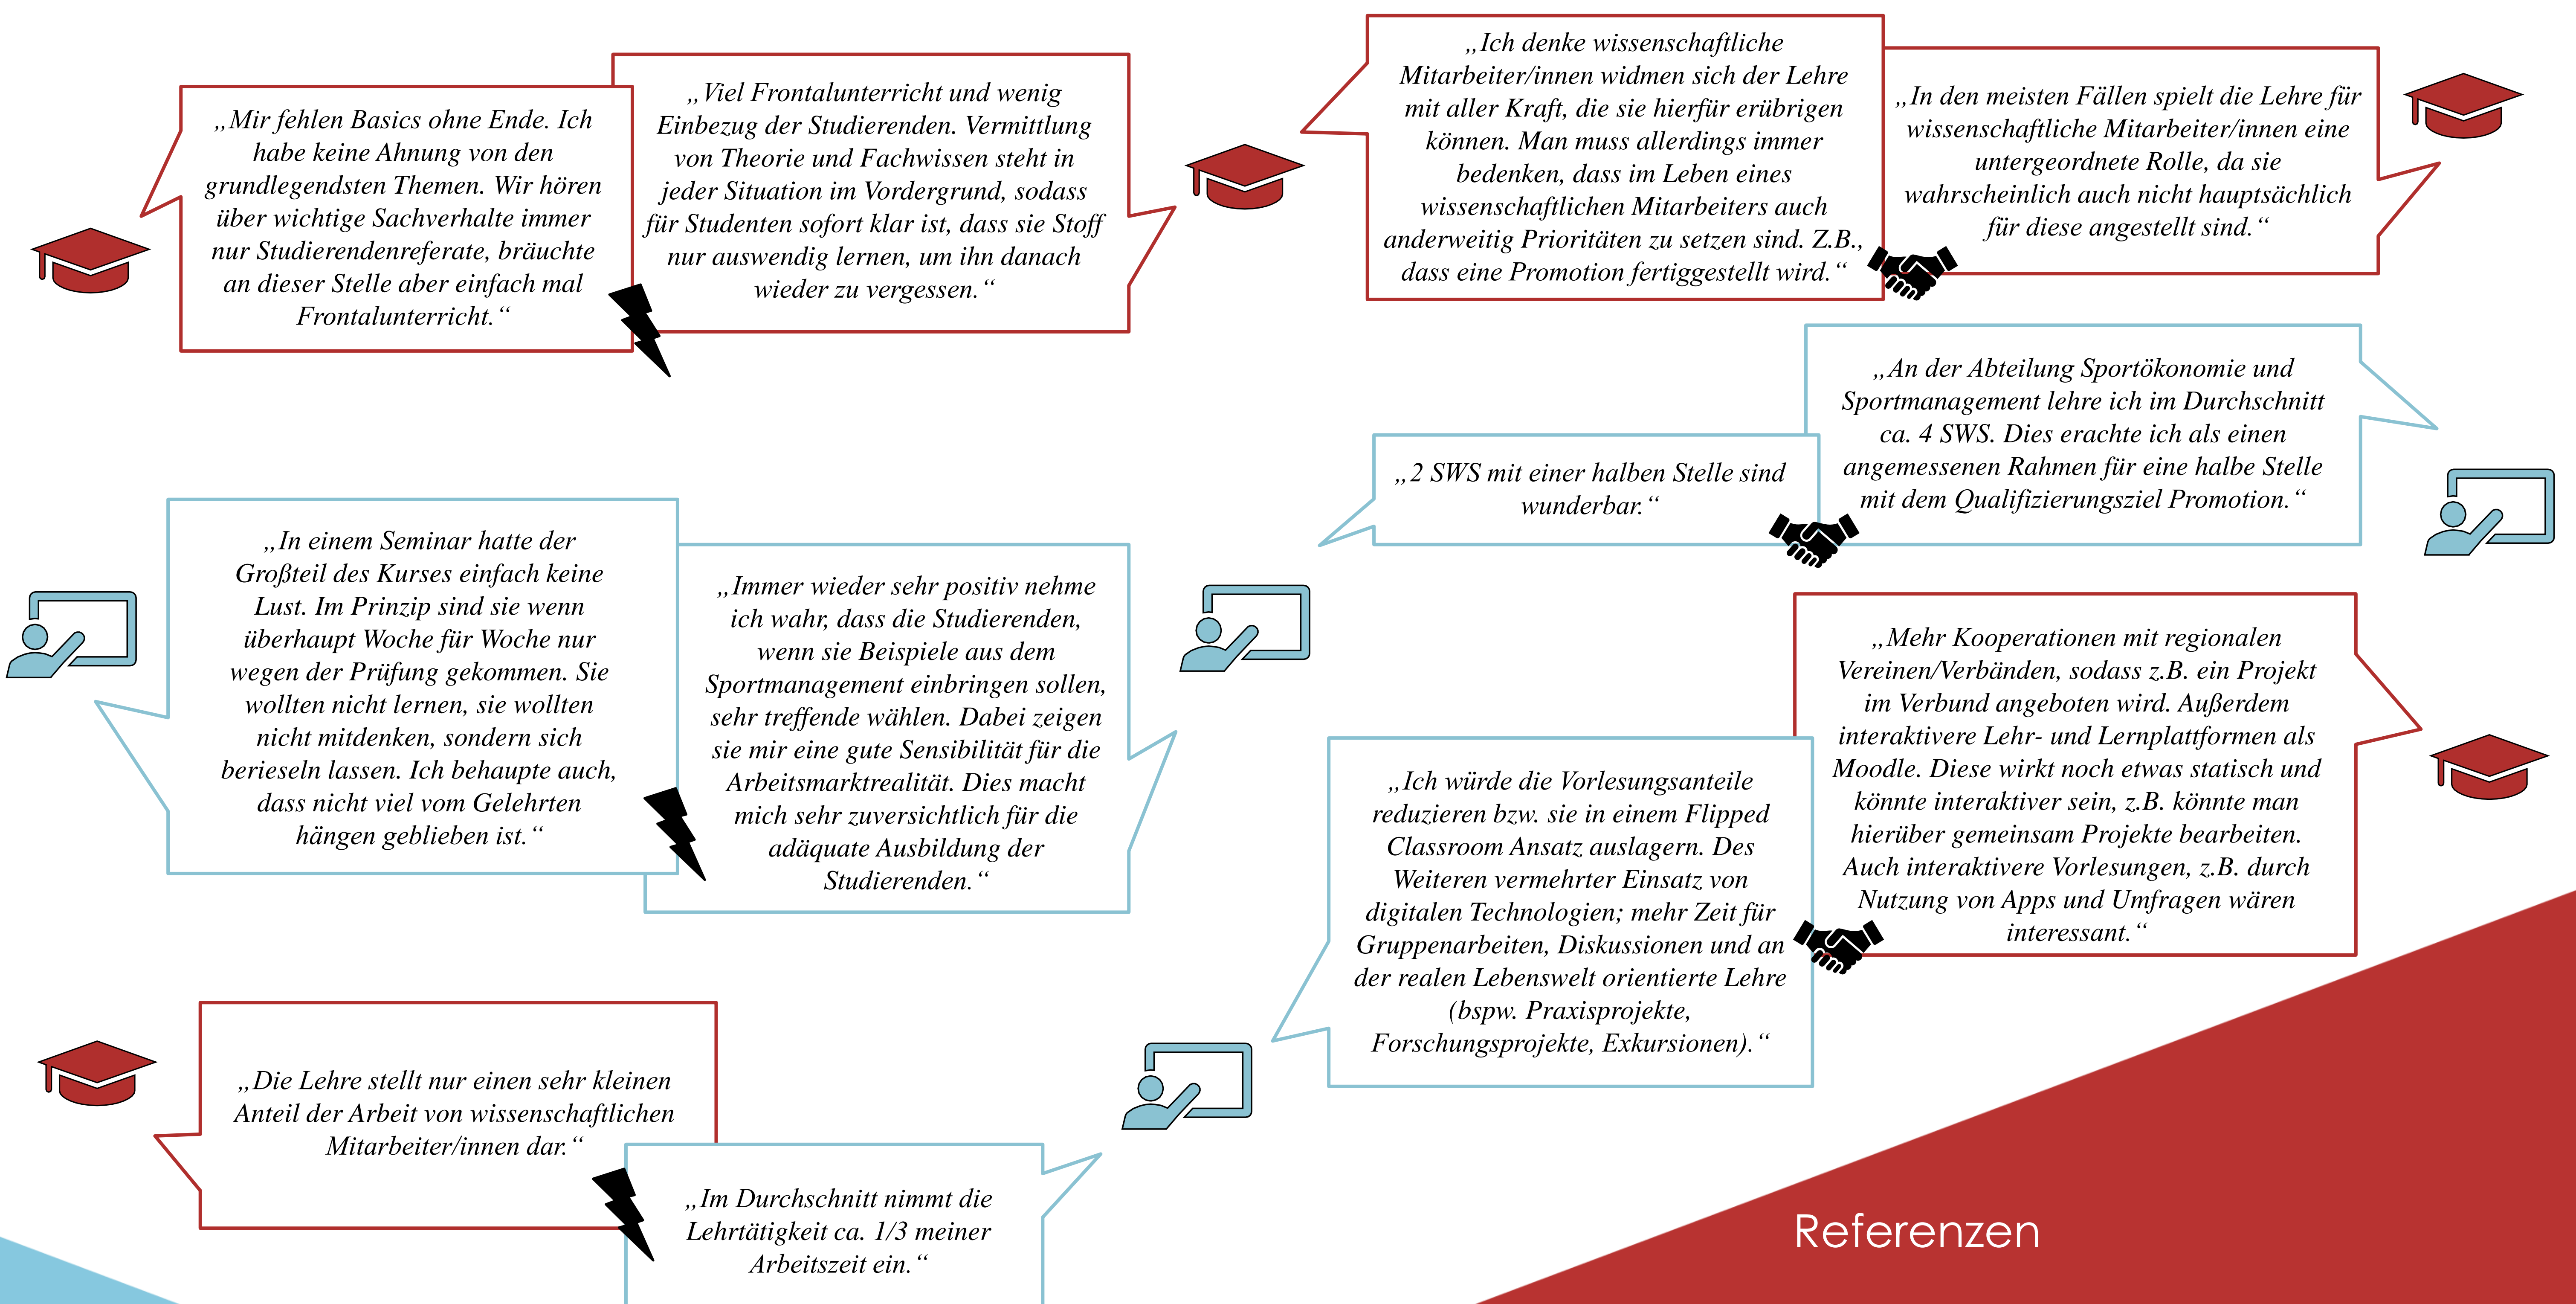 „Mir fehlen Basics ohne Ende. Ich
habe keine Ahnung von den
grundlegendsten Themen. Wir hören
über wichtige Sachverhalte immer
nur Studierendenreferate, bräuchte
an dieser Stelle aber einfach mal
Frontalunterricht.“
„Viel Frontalunterricht und wenig
Einbezug der Studierenden. Vermittlung
von Theorie und Fachwissen steht in
jeder Situation im Vordergrund, sodass
für Studenten sofort klar ist, dass sie Stoff
nur auswendig lernen, um ihn danach
wieder zu vergessen.“
„Ich denke wissenschaftliche
Mitarbeiter/innen widmen sich der Lehre
mit aller Kraft, die sie hierfür erübrigen
können. Man muss allerdings immer
bedenken, dass im Leben eines
wissenschaftlichen Mitarbeiters auch
anderweitig Prioritäten zu setzen sind. Z.B.,
dass eine Promotion fertiggestellt wird.“
„In den meisten Fällen spielt die Lehre für
wissenschaftliche Mitarbeiter/innen eine
untergeordnete Rolle, da sie
wahrscheinlich auch nicht hauptsächlich
für diese angestellt sind.“
„2 SWS mit einer halben Stelle sind
wunderbar.“
„An der Abteilung Sportökonomie und
Sportmanagement lehre ich im Durchschnitt
ca. 4 SWS. Dies erachte ich als einen
angemessenen Rahmen für eine halbe Stelle
mit dem Qualifizierungsziel Promotion.“
„In einem Seminar hatte der
Großteil des Kurses einfach keine
Lust. Im Prinzip sind sie wenn
überhaupt Woche für Woche nur
wegen der Prüfung gekommen. Sie
wollten nicht lernen, sie wollten
nicht mitdenken, sondern sich
berieseln lassen. Ich behaupte auch,
dass nicht viel vom Gelehrten
hängen geblieben ist.“
„Immer wieder sehr positiv nehme
ich wahr, dass die Studierenden,
wenn sie Beispiele aus dem
Sportmanagement einbringen sollen,
sehr treffende wählen. Dabei zeigen
sie mir eine gute Sensibilität für die
Arbeitsmarktrealität. Dies macht
mich sehr zuversichtlich für die
adäquate Ausbildung der
Studierenden.“
„Ich würde die Vorlesungsanteile
reduzieren bzw. sie in einem Flipped
Classroom Ansatz auslagern. Des
Weiteren vermehrter Einsatz von
digitalen Technologien; mehr Zeit für
Gruppenarbeiten, Diskussionen und an
der realen Lebenswelt orientierte Lehre
(bspw. Praxisprojekte,
Forschungsprojekte, Exkursionen).“
„Mehr Kooperationen mit regionalen
Vereinen/Verbänden, sodass z.B. ein Projekt
im Verbund angeboten wird. Außerdem
interaktivere Lehr- und Lernplattformen als
Moodle. Diese wirkt noch etwas statisch und
könnte interaktiver sein, z.B. könnte man
hierüber gemeinsam Projekte bearbeiten.
Auch interaktivere Vorlesungen, z.B. durch
Nutzung von Apps und Umfragen wären
interessant.“
„Die Lehre stellt nur einen sehr kleinen
Anteil der Arbeit von wissenschaftlichen
Mitarbeiter/innen dar.“
„Im Durchschnitt nimmt die
Lehrtätigkeit ca. 1/3 meiner
Arbeitszeit ein.“
Referenzen